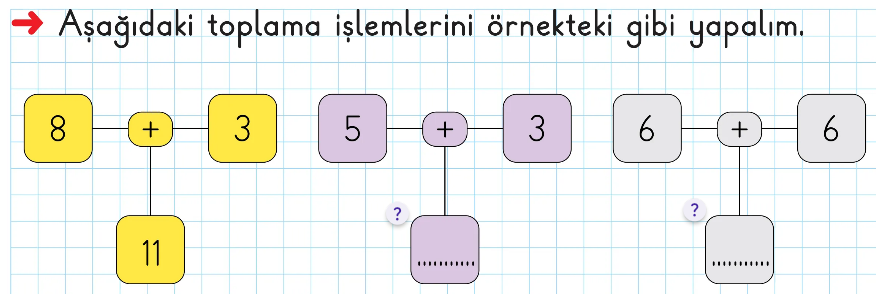 Aşağıdaki toplama işlemlerini örnekteki gibi yapalım.
8 + 3 5 + 3 6 + 6
? ?
11 ........... ...........